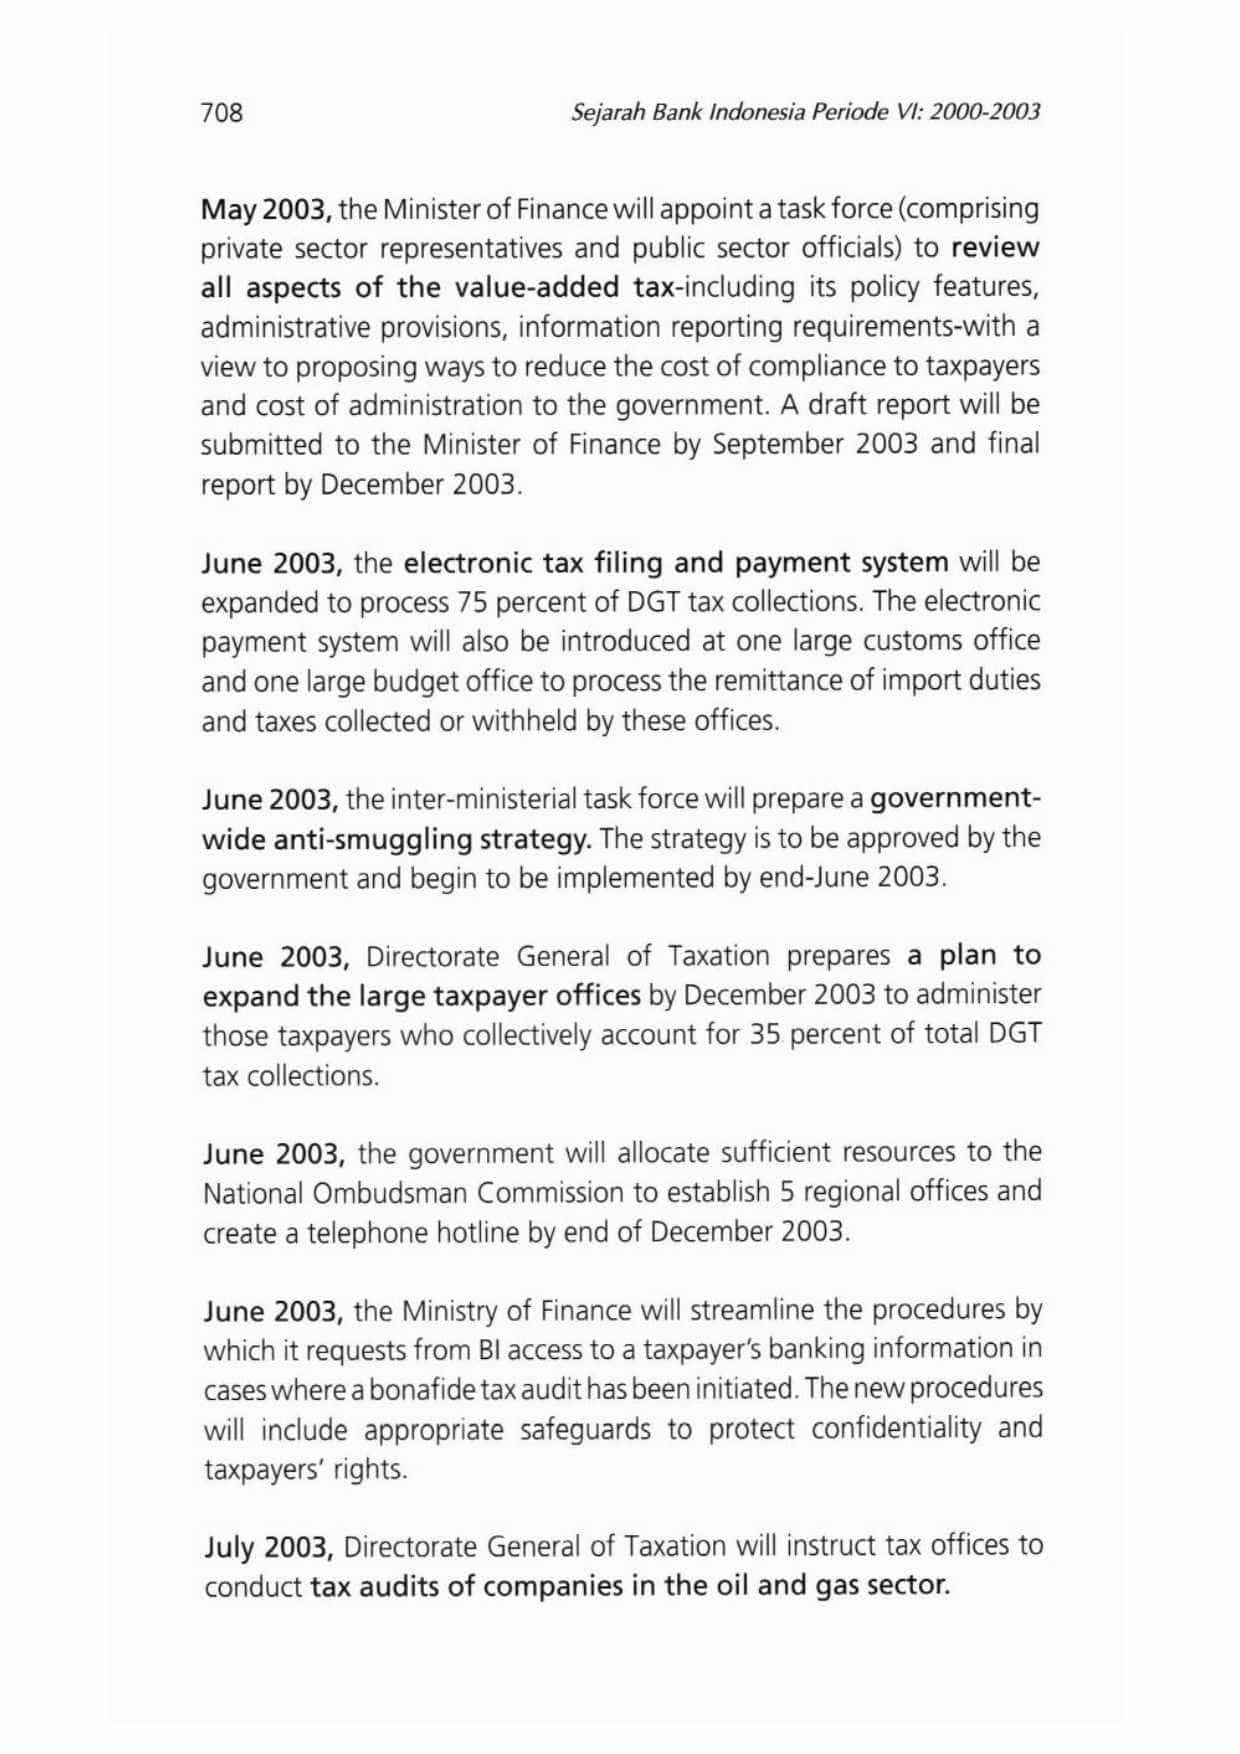 708 Sejarah Bank Indonesia Periode VI: 2000-2003
May 2003, the Minister of Finance will appoint a task force (comprising
private sector representatives and public sector officials) to review
all aspects of the value-added tax-including its policy features,
administrative provisions, information reporting requirements-with a
view to proposing ways to reduce the cost of compliance to taxpayers
and cost of administration to the government. A draft report will be
submitted to the Minister of Finance by September 2003 and final
report by December 2003.
June 2003, the electronic tax filing and payment system will be
expanded to process 75 percent of DGT tax collections. The electronic
payment system will also be introduced at one large customs office
and one large budget office to process the remittance of import duties
and taxes collected or withheld by these offices.
June 2003, the inter-ministerial task force will prepare a government-
wide anti-smuggling strategy. The strategy is to be approved by the
government and begin to be implemented by end-June 2003.
June 2003, Directorate General of Taxation prepares a plan to
expand the large taxpayer offices by December 2003 to administer
those taxpayers who collectively account for 35 percent of total DGT
tax collections.
June 2003, the government will allocate sufficient resources to the
National Ombudsman Commission to establish 5 regional offices and
create a telephone hotline by end of December 2003.
June 2003, the Ministry of Finance will streamline the procedures by
which it requests from BI access to a taxpayer's banking information in
cases where a bonafide tax audit has been initiated. The new procedures
will include appropriate safeguards to protect confidentiality and
taxpayers' rights.
July 2003, Directorate General of Taxation will instruct tax offices to
conduct tax audits of companies in the oil and gas sector.